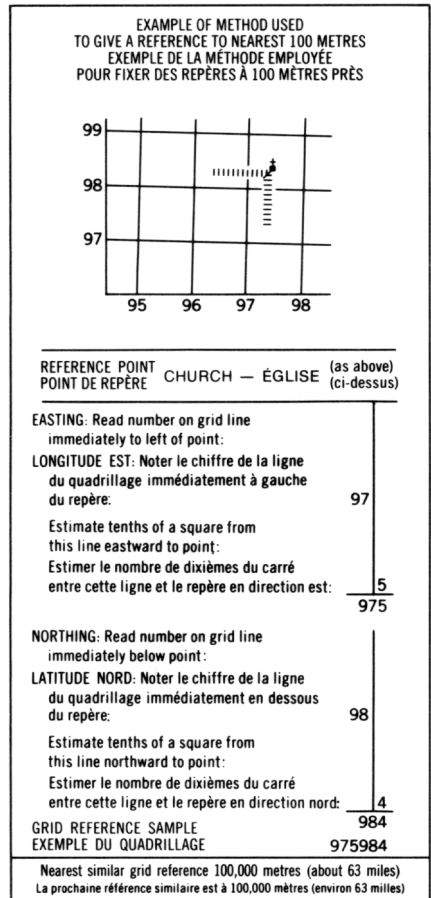 EXAMPLE OF METHOD USED
TO GIVE A REFERENCE TO NEAREST 100 METRES
EXEMPLE DE LA MÉTHODE EMPLOYÉE
POUR FIXER DES REPÈRES À 100 MÈTRES PRÈS
99
98
97
95 96 97 98
REFERENCE POINT
POINT DE REPÈRE
CHURCH — ÉGLISE
(as above)
(ci-dessus)
EASTING: Read number on grid line
immediately to left of point:
LONGITUDE EST: Noter le chiffre de la ligne
du quadrillage immédiatement à gauche
du repère: 97
Estimate tenths of a square from
this line eastward to point:
Estimer le nombre de dixièmes du carré
entre cette ligne et le repère en direction est: 5
975
NORTHING: Read number on grid line
immediately below point:
LATITUDE NORD: Noter le chiffre de la ligne
du quadrillage immédiatement en dessous
du repère: 98
Estimate tenths of a square from
this line northward to point:
Estimer le nombre de dixièmes du carré
entre cette ligne et le repère en direction nord: 4
984
GRID REFERENCE SAMPLE
EXEMPLE DU QUADRILLAGE 975984
Nearest similar grid reference 100,000 metres (about 63 miles)
La prochaine référence similaire est à 100,000 mètres (environ 63 milles)